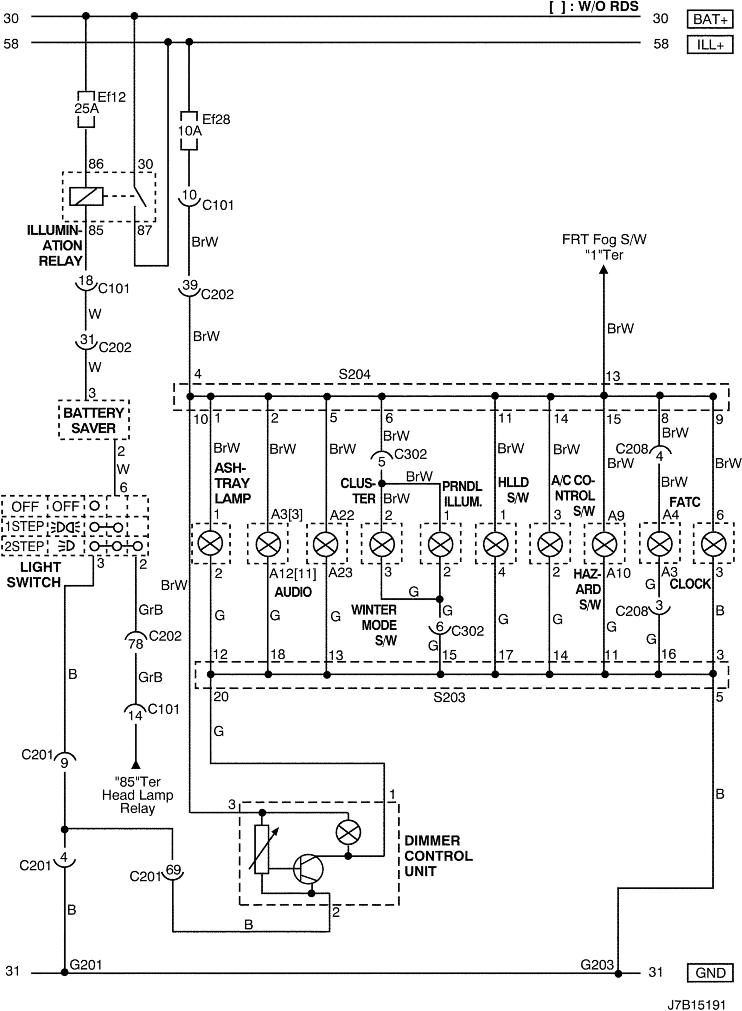 [ ] : W/O RDS
30
30
BAT+
58
58
ILL+
Ef12
25A
Ef28
10A
86
30
ILLUMIN-
ATION
RELAY
85
87
10
C101
BrW
18
C101
39
C202
W
BrW
31
C202
W
FRT Fog S/W
"1"Ter
BrW
3
4
S204
13
BATTERY
SAVER
10
1
2
5
6
11
14
15
8
9
2
W
6
BrW
BrW
BrW
BrW
BrW
BrW
BrW
BrW
BrW
C302
5
C208
4
BrW
BrW
BrW
ASH-
TRAY
LAMP
CLUS-
TER
PRNDL
ILLUM.
HLLD
S/W
A/C CO-
NTROL
S/W
FATC
OFF
OFF
1STEP
2STEP
1
A3[3]
A22
2
1
1
3
A9
A4
6
LIGHT
SWITCH
3
2
2
A12[11]
A23
3
2
4
2
A10
A3
3
AUDIO
HAZ-
ARD
S/W
CLOCK
BrW
GrB
G
G
G
G
G
G
G
G
G
G
G
B
WINTER
MODE
S/W
6
C302
3
C208
78
C202
GrB
B
14
C101
12
18
13
15
17
14
11
16
3
20
S203
5
G
B
C201
9
"85"Ter
Head Lamp
Relay
3
1
DIMMER
CONTROL
UNIT
C201
4
C201
69
2
B
B
31
G201
G203
31
GND
J7B15191